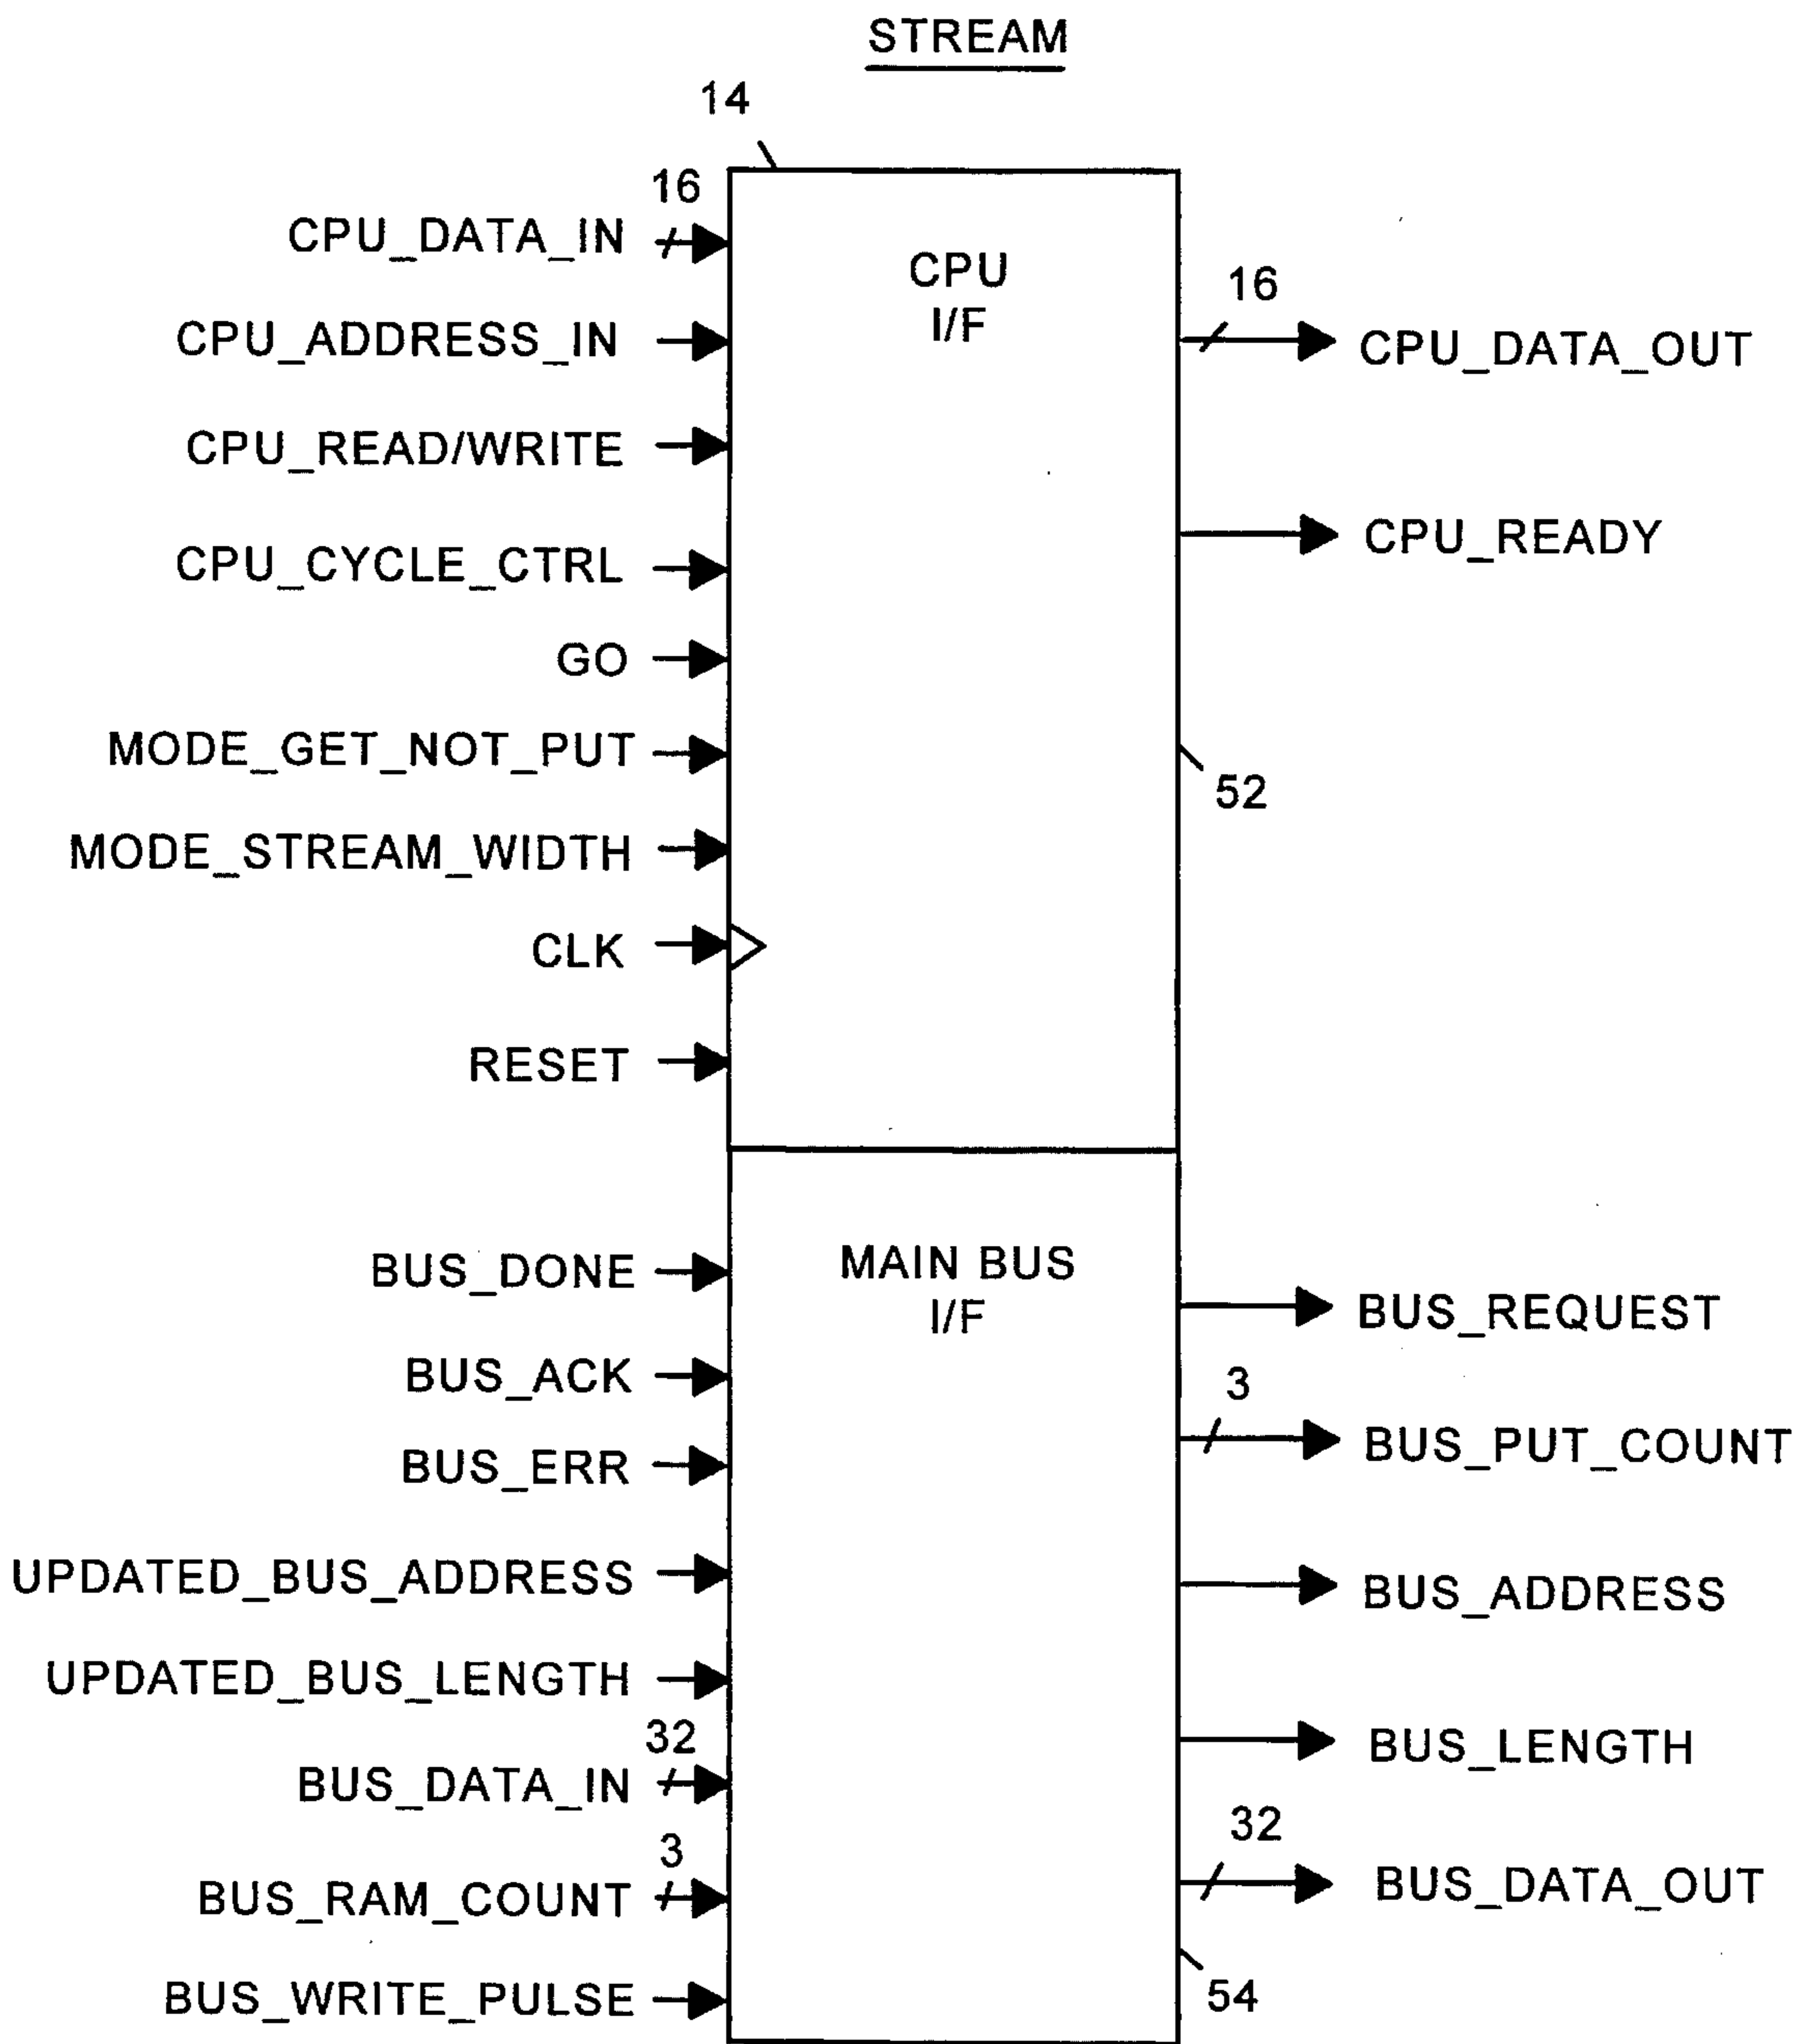 STREAM
14
16
CPU_DATA_IN
CPU_ADDRESS_IN
CPU_READ/WRITE
CPU_CYCLE_CTRL
GO
MODE_GET_NOT_PUT
MODE_STREAM_WIDTH
CLK
RESET
CPU
I/F
16
CPU_DATA_OUT
CPU_READY
52
BUS_DONE
BUS_ACK
BUS_ERR
UPDATED_BUS_ADDRESS
UPDATED_BUS_LENGTH
32
BUS_DATA_IN
3
BUS_RAM_COUNT
BUS_WRITE_PULSE
MAIN BUS
I/F
BUS_REQUEST
3
BUS_PUT_COUNT
BUS_ADDRESS
BUS_LENGTH
32
BUS_DATA_OUT
54